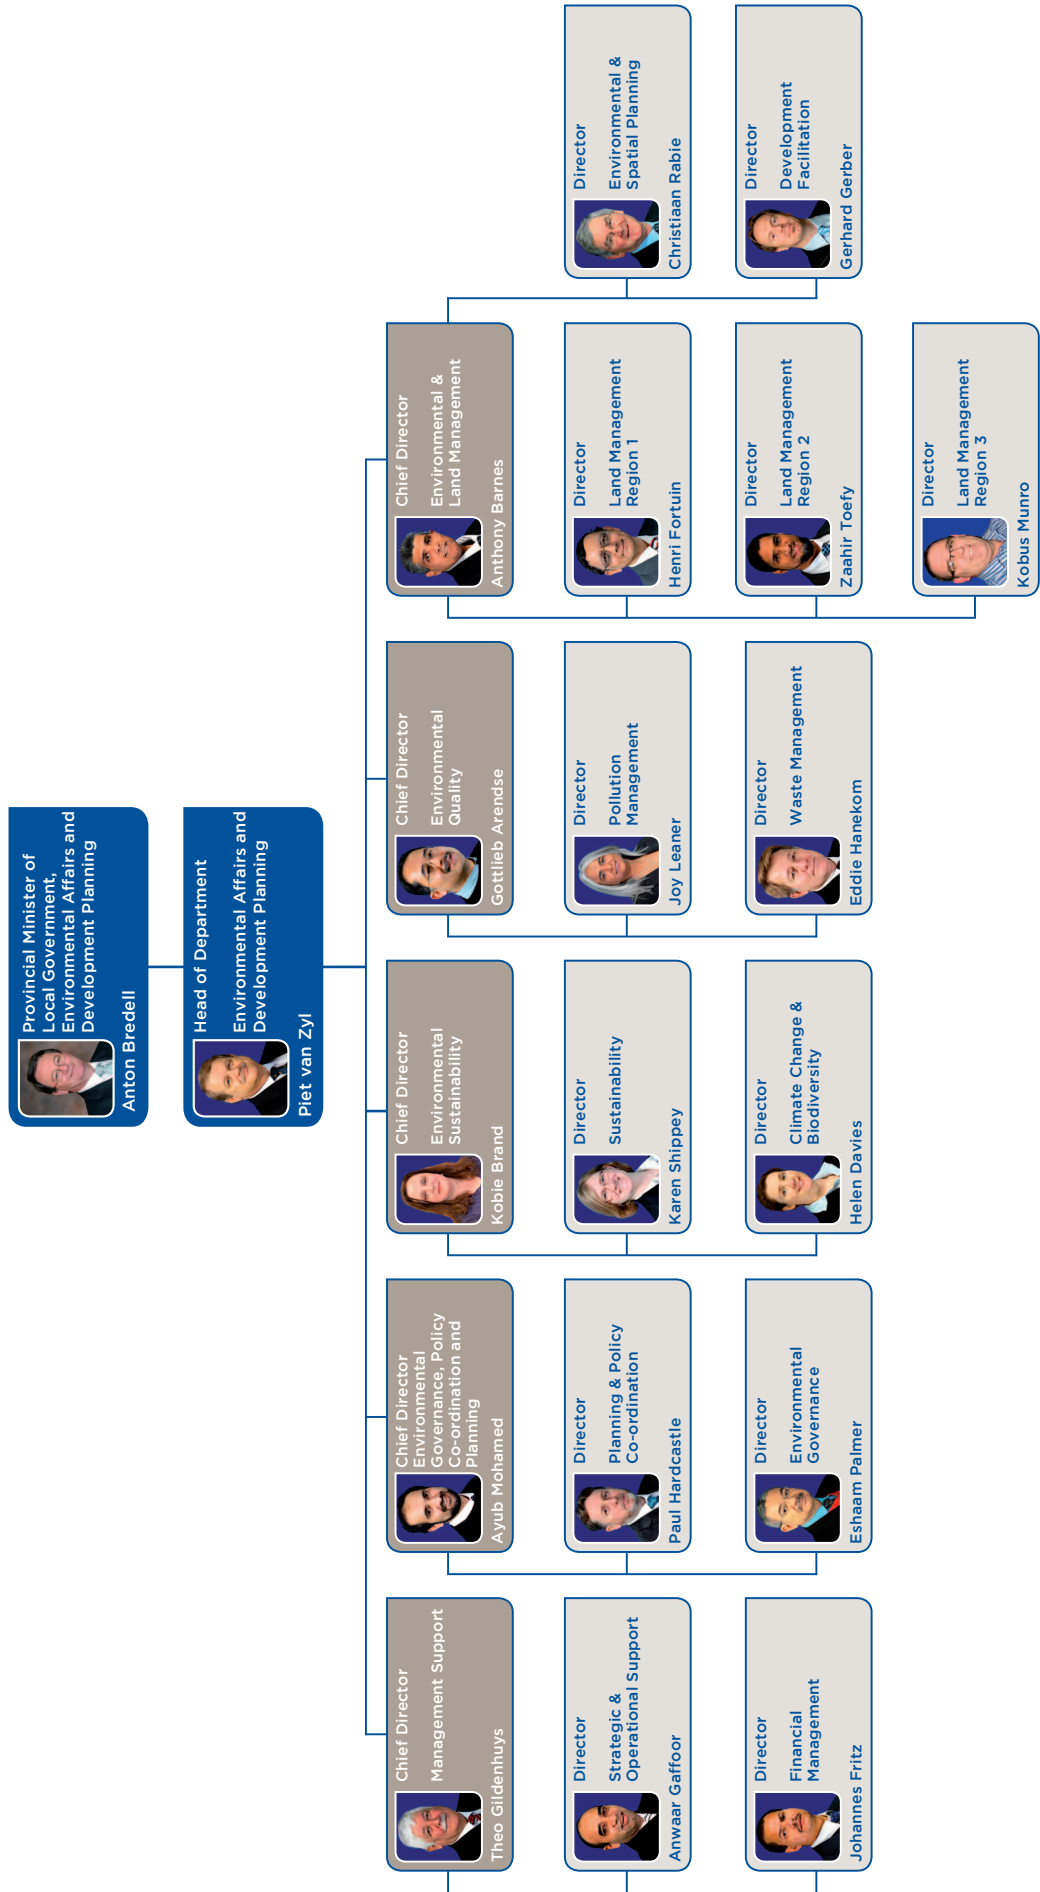 Provincial Minister of
Local Government,
Environmental Affairs and
Development Planning
Anton Bredell
Head of Department
Environmental Affairs and
Development Planning
Piet van Zyl
Chief Director
Management Support
Theo Gildenhuys
Chief Director
Environmental
Governance, Policy
Co-ordination and
Planning
Ayub Mohamed
Chief Director
Environmental
Sustainability
Kobie Brand
Chief Director
Environmental
Quality
Gottlieb Arendse
Chief Director
Environmental &
Land Management
Anthony Barnes
Director
Strategic &
Operational Support
Anwaar Gaffoor
Director
Planning & Policy
Co-ordination
Paul Hardcastle
Director
Sustainability
Karen Shippey
Director
Pollution
Management
Joy Leaner
Director
Land Management
Region 1
Henri Fortuin
Director
Environmental &
Spatial Planning
Christiaan Rabie
Director
Financial
Management
Johannes Fritz
Director
Environmental
Governance
Eshaam Palmer
Director
Climate Change &
Biodiversity
Helen Davies
Director
Waste Management
Eddie Hanekom
Director
Land Management
Region 2
Zaahir Toefy
Director
Development
Facilitation
Gerhard Gerber
Director
Land Management
Region 3
Kobus Munro